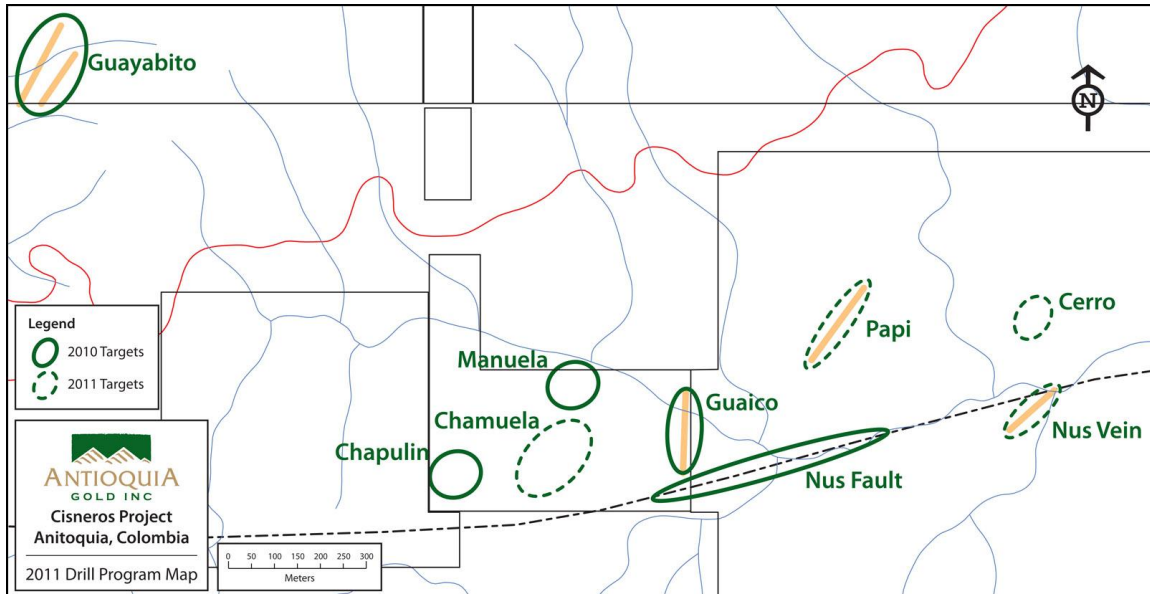 Guayabito
N
Cerro
Papi
Manuela
Guaico
Chamuela
Nus Vein
Chapulin
Nus Fault
Legend
2010 Targets
2011 Targets
ANTIOQUIA
GOLD INC
Cisneros Project
Anitoquia, Colombia
2011 Drill Program Map
0 50 100 150 200 250 300
Meters